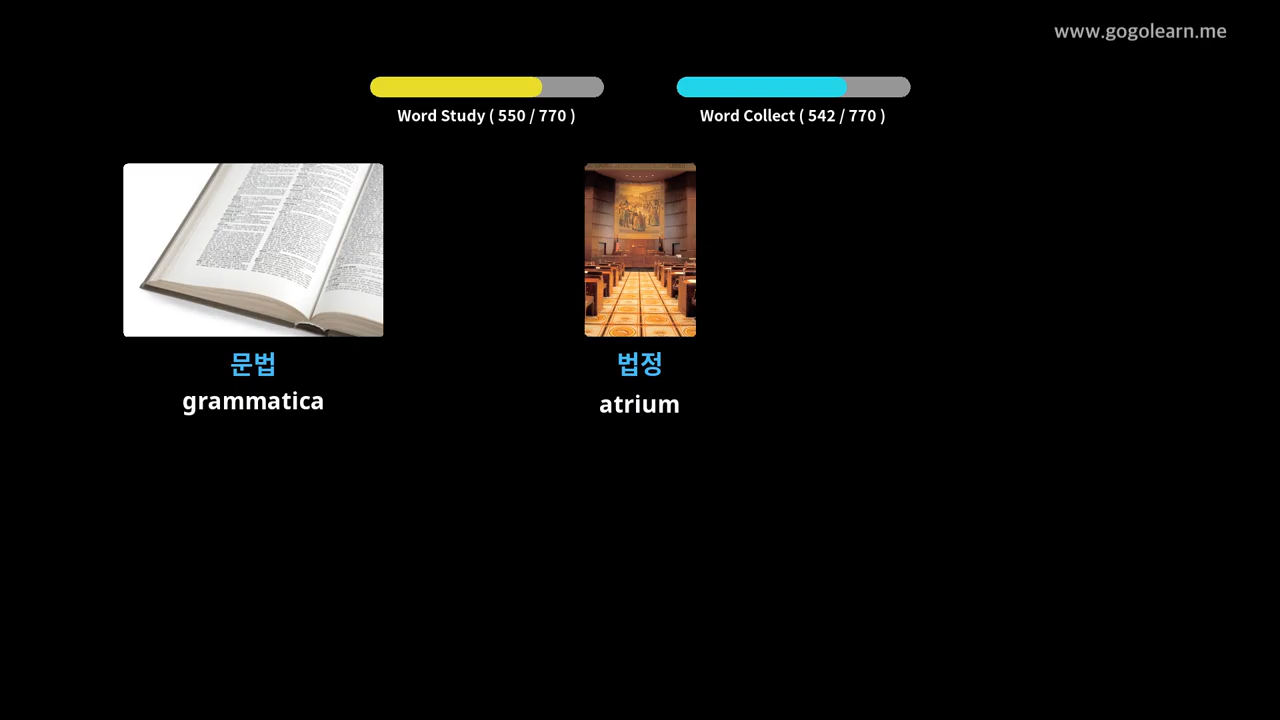 www.gogolearn.me
Word Study ( 550 / 770 )
Word Collect ( 542 / 770 )
문법
grammatica
법정
atrium